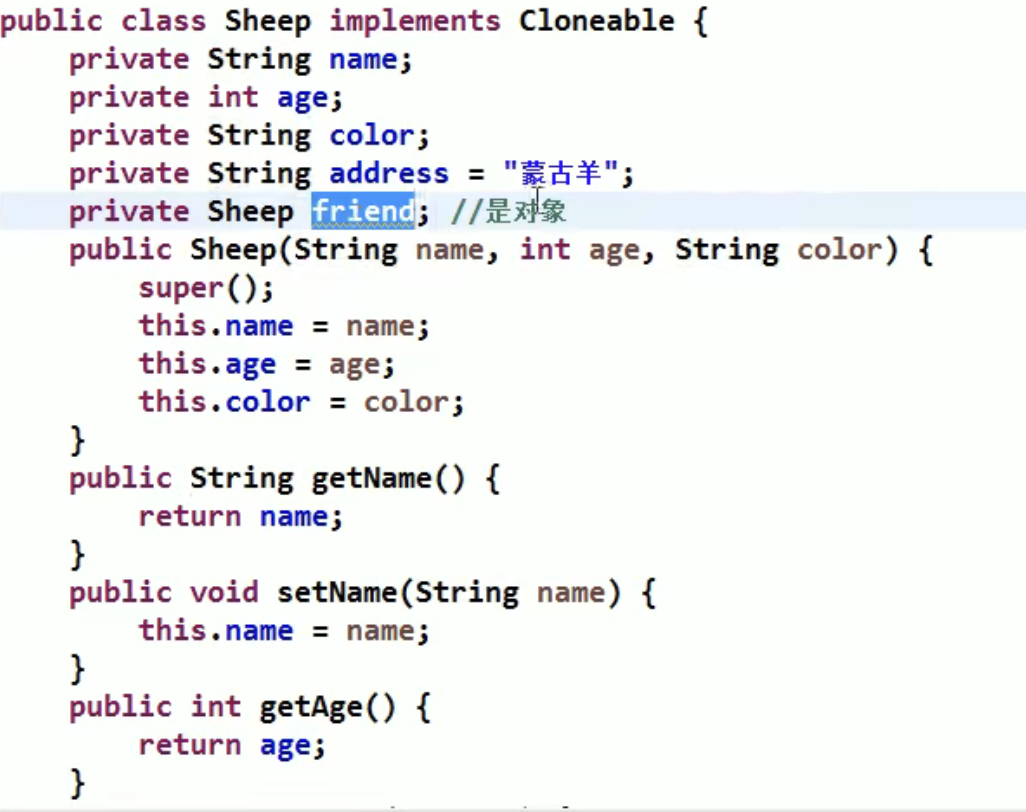 public class Sheep implements Cloneable {
private String name;
private int age;
private String color;
private String address = "蒙古羊";
private Sheep friend; //是对象
public Sheep(String name, int age, String color) {
super();
this.name = name;
this.age = age;
this.color = color;
}
public String getName() {
return name;
}
public void setName(String name) {
this.name = name;
}
public int getAge() {
return age;
}